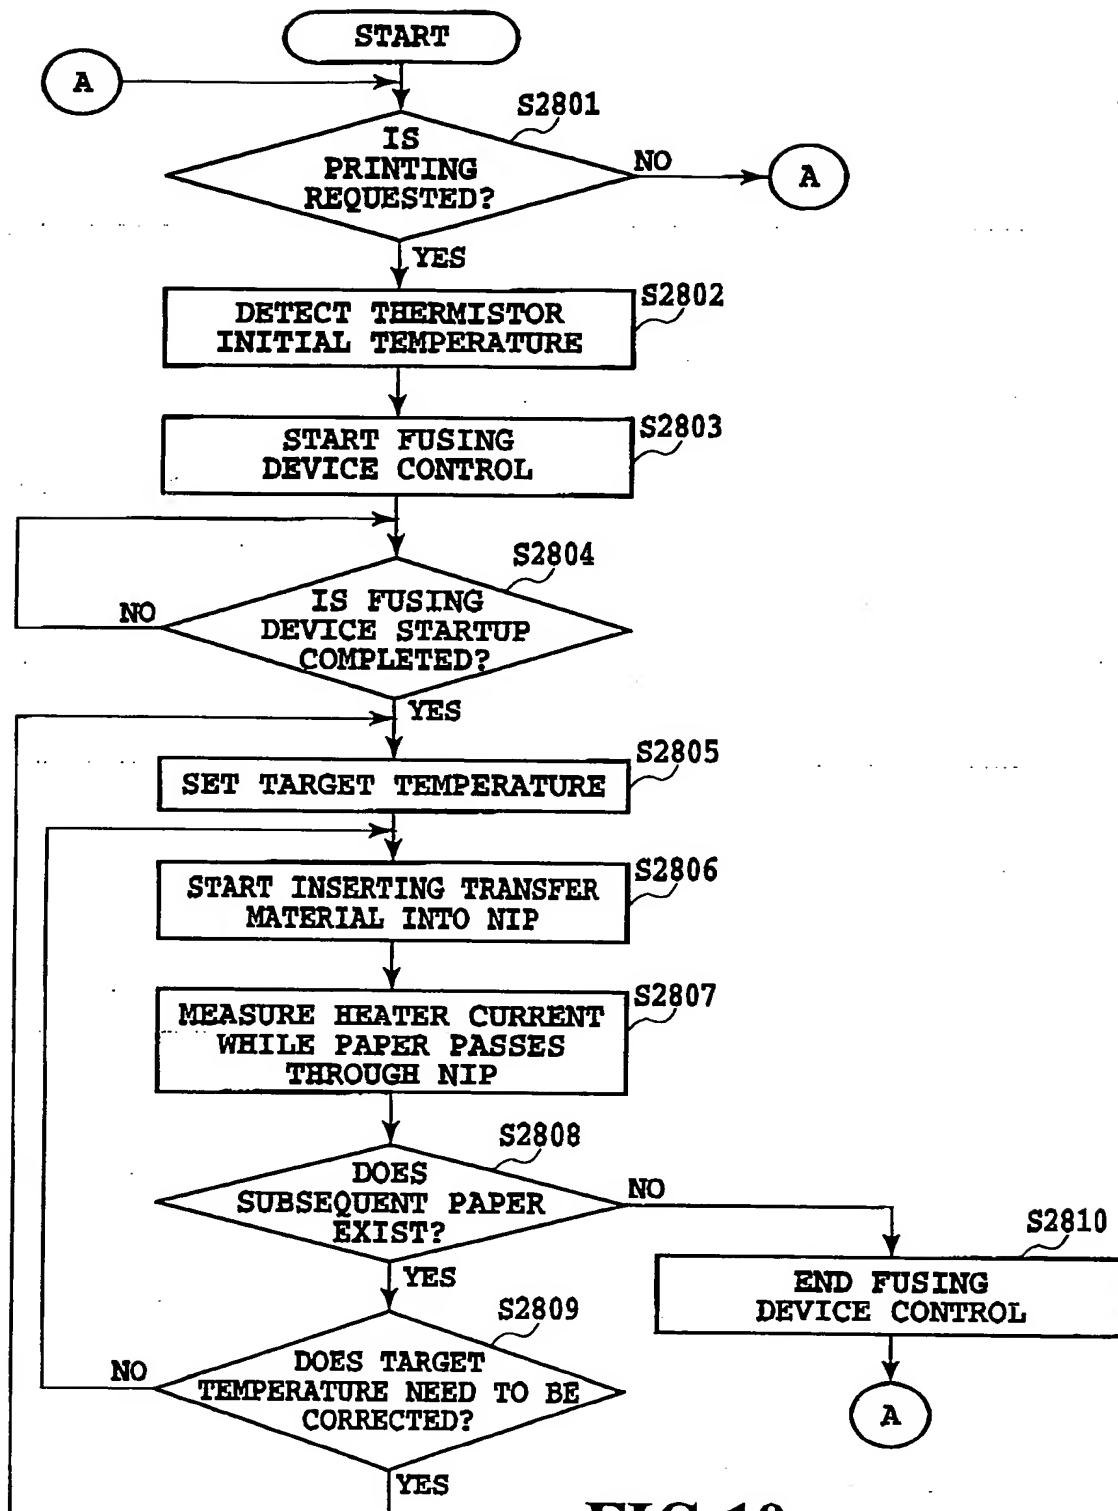 START
A
S2801
IS
PRINTING
REQUESTED?
NO
A
YES
S2802
DETECT THERMISTOR
INITIAL TEMPERATURE
S2803
START FUSING
DEVICE CONTROL
S2804
IS FUSING
DEVICE STARTUP
COMPLETED?
NO
YES
S2805
SET TARGET TEMPERATURE
S2806
START INSERTING TRANSFER
MATERIAL INTO NIP
S2807
MEASURE HEATER CURRENT
WHILE PAPER PASSES
THROUGH NIP
S2808
DOES
SUBSEQUENT PAPER
EXIST?
NO
YES
S2810
END FUSING
DEVICE CONTROL
A
S2809
DOES TARGET
TEMPERATURE NEED TO BE
CORRECTED?
NO
YES